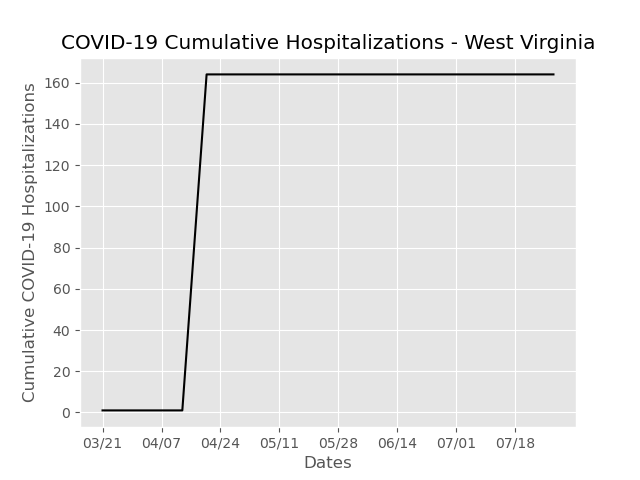 COVID-19 Cumulative Hospitalizations - West Virginia
Cumulative COVID-19 Hospitalizations
160
140
120
100
80
60
40
20
0
03/21 04/07 04/24 05/11 05/28 06/14 07/01 07/18
Dates